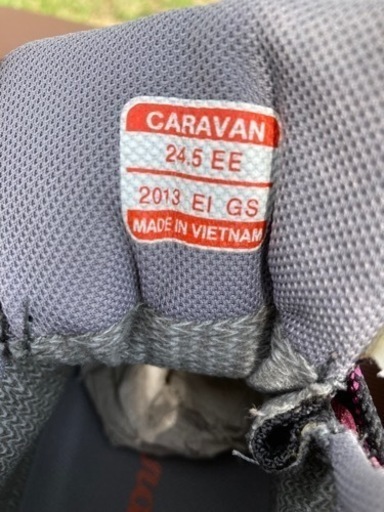 CARAVAN
24.5 EE
2013 EI GS
MADE IN VIETNAM